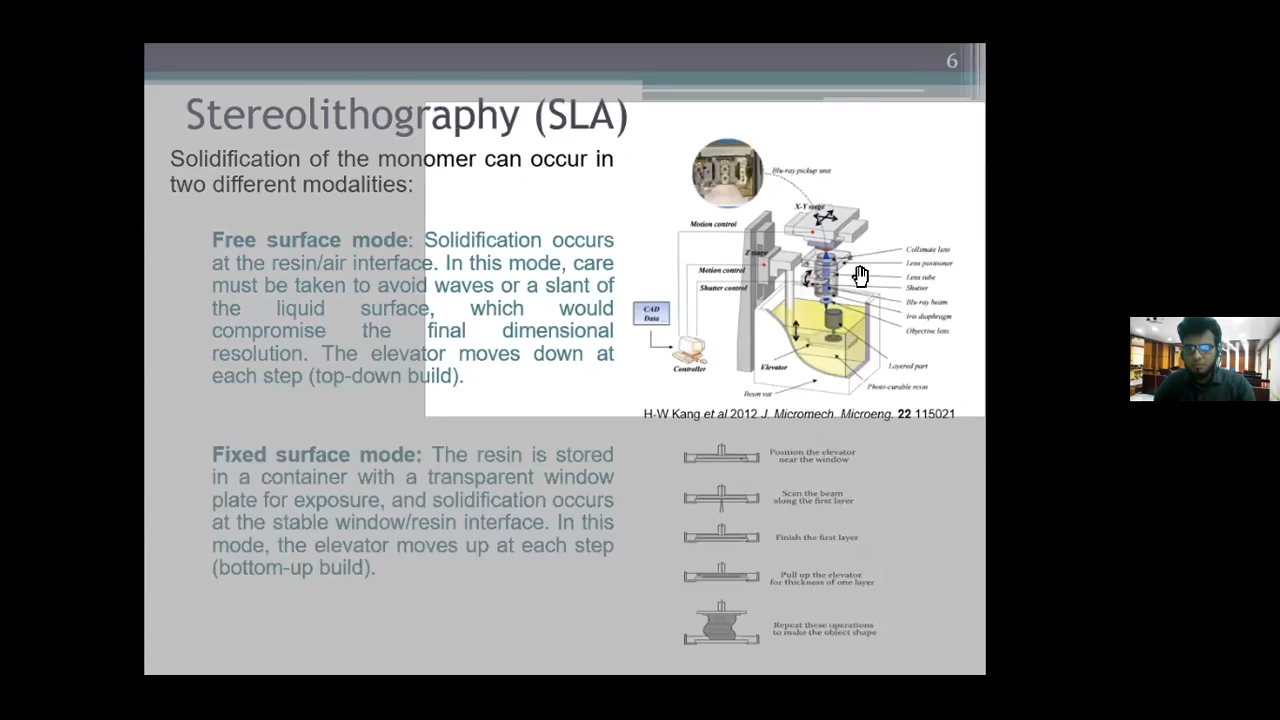 6
Stereolithography (SLA)
Solidification of the monomer can occur in
two different modalities:
Free surface mode: Solidification occurs
at the resin/air interface. In this mode, care
must be taken to avoid waves or a slant of
the liquid surface, which would
compromise the final dimensional
resolution. The elevator moves down at
each step (top-down build).
Fixed surface mode: The resin is stored
in a container with a transparent window
plate for exposure, and solidification occurs
at the stable window/resin interface. In this
mode, the elevator moves up at each step
(bottom-up build).
Blu-ray pickup unit
X-Y stage
Motion control
Z stage
Motion control
Shutter control
CAD
Data
Controller
Elevator
Resin vat
Collimate lens
Lens positioner
Lens tube
Shutter
Blu-ray beam
Iris diaphragm
Objective lens
Layered part
Photo-curable resin
H-W Kang et al 2012 J. Micromech. Microeng. 22 115021
Position the elevator
near the window
Scan the beam
along the first layer
Finish the first layer
Pull up the elevator
for thickness of one layer
Repeat these operations
to make the object shape